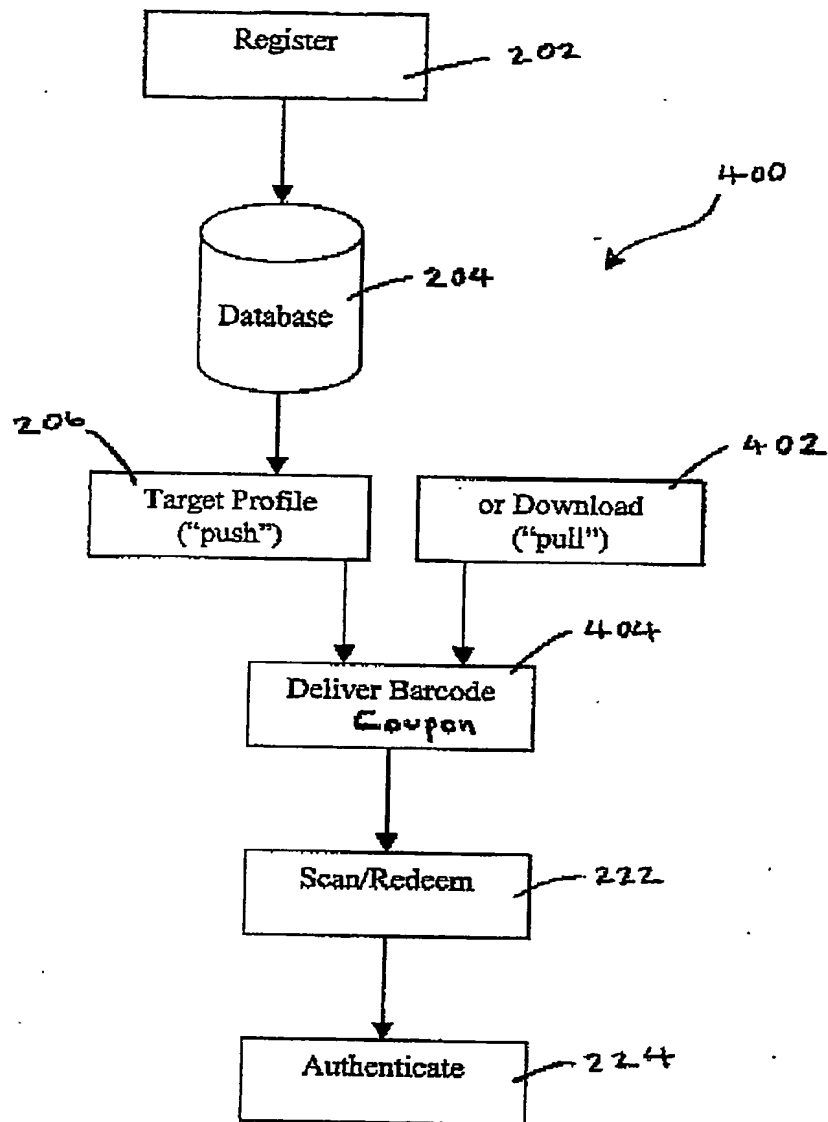 Register
202
400
204
Database
206
402
Target Profile
("push")
or Download
("pull")
404
Deliver Barcode
Coupon
Scan/Redeem
222
Authenticate
224